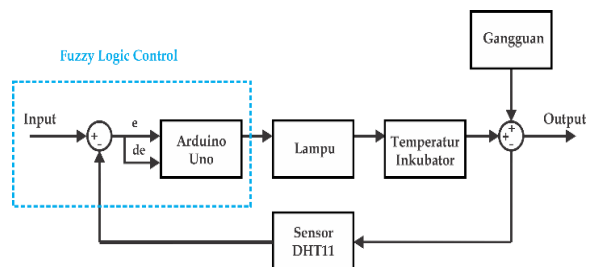 Gangguan
Fuzzy Logic Control
Input
+
-
e
de
Arduino
Uno
Lampu
Temperatur
Inkubator
+
+
-
Output
Sensor
DHT11